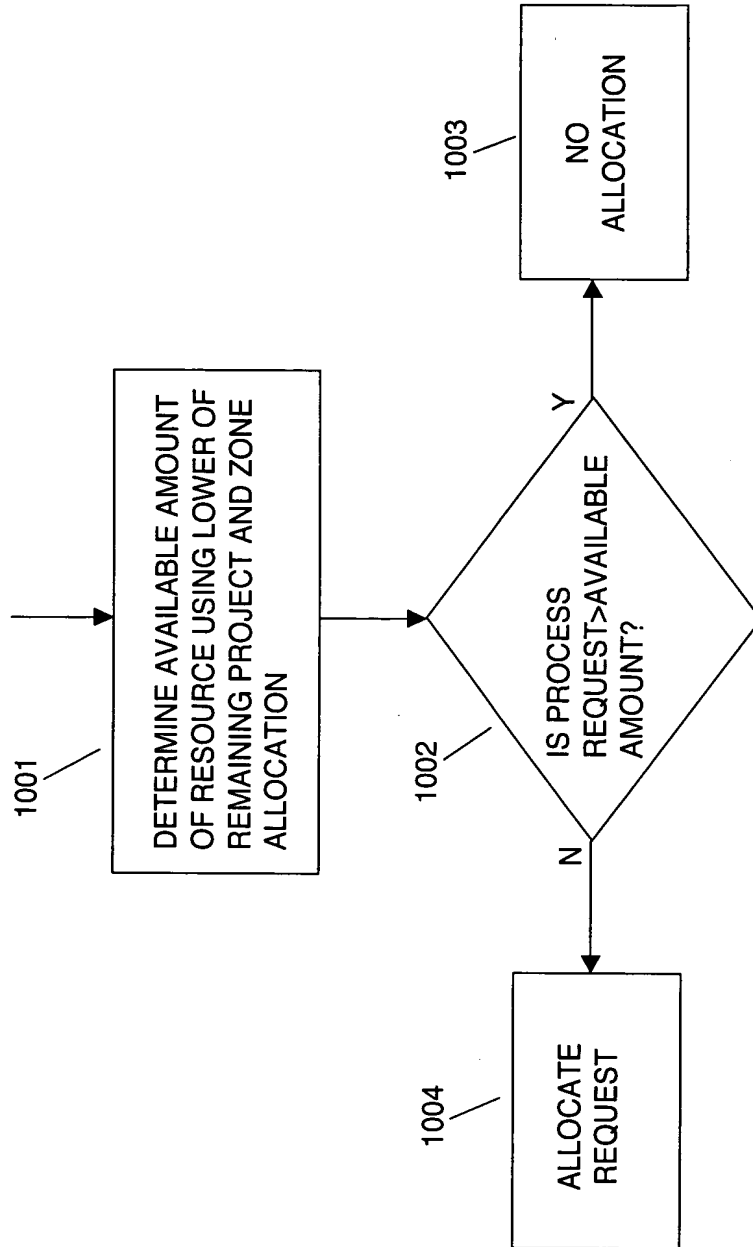 1001
DETERMINE AVAILABLE AMOUNT
OF RESOURCE USING LOWER OF
REMAINING PROJECT AND ZONE
ALLOCATION
1002
IS PROCESS
REQUEST>AVAILABLE
AMOUNT?
Y
1003
NO
ALLOCATION
N
1004
ALLOCATE
REQUEST